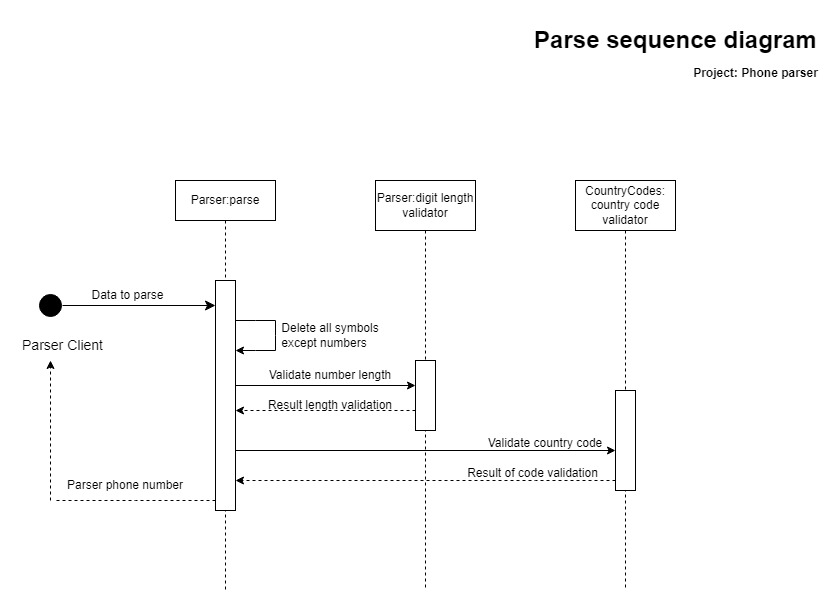 Parse sequence diagram
Project: Phone parser
Parser:parse
Parser:digit length
validator
CountryCodes:
country code
validator
Data to parse
Delete all symbols
except numbers
Parser Client
Validate number length
Result length validation
Validate country code
Result of code validation
Parser phone number